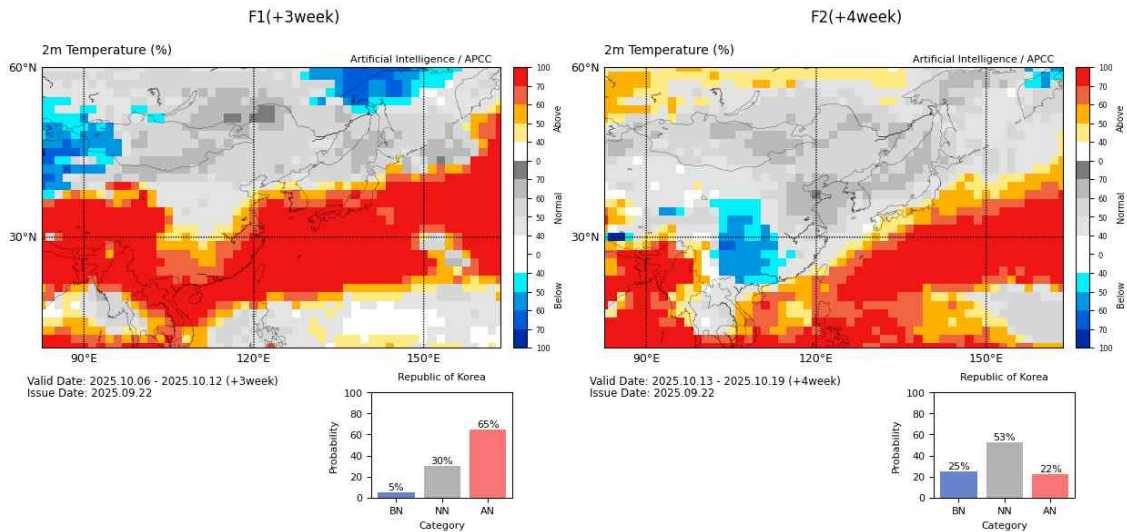 F1(+3week)
2m Temperature (%)
Artificial Intelligence / APCC
60°N
30°N
90°E
120°E
150°E
100
70
60
40
0
70
60
50
40
0
40
60
70
100
Above
Normal
Below
Valid Date: 2025.10.06 - 2025.10.12 (+3week)
Issue Date: 2025.09.22
Republic of Korea
Probability
100
80
60
40
20
0
5%
30%
65%
BN
NN
AN
Category
F2(+4week)
2m Temperature (%)
Artificial Intelligence / APCC
60°N
30°N
90°E
120°E
150°E
100
70
60
40
0
70
60
50
40
0
40
60
70
100
Above
Normal
Below
Valid Date: 2025.10.13 - 2025.10.19 (+4week)
Issue Date: 2025.09.22
Republic of Korea
Probability
100
80
60
40
20
0
25%
53%
22%
BN
NN
AN
Category